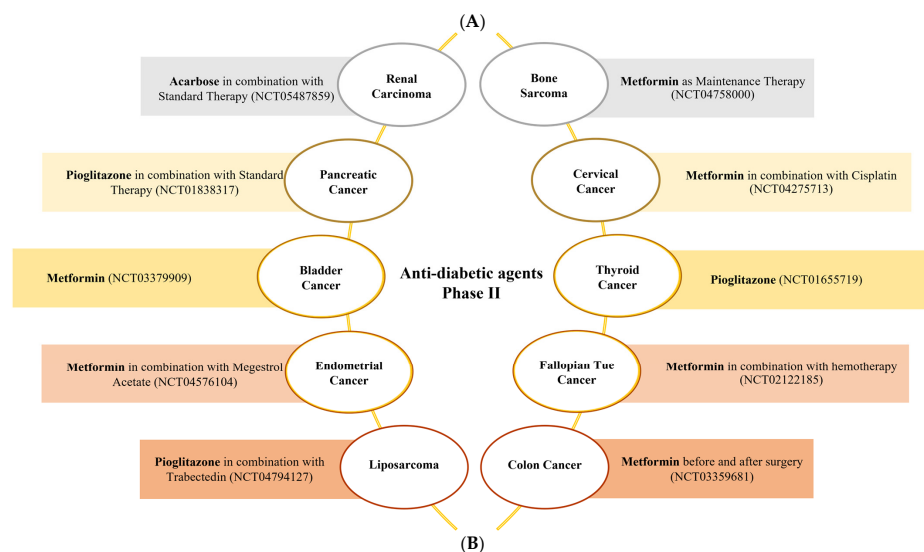 (A)
Acarbose in combination with
Standard Therapy (NCT05487859)
Renal
Carcinoma
Bone
Sarcoma
Metformin as Maintenance Therapy
(NCT04758000)
Pioglitazone in combination with Standard
Therapy (NCT01838317)
Pancreatic
Cancer
Cervical
Cancer
Metformin in combination with Cisplatin
(NCT04275713)
Metformin (NCT03379909)
Bladder
Cancer
Anti-diabetic agents
Phase II
Thyroid
Cancer
Pioglitazone (NCT01655719)
Metformin in combination with Megestrol
Acetate (NCT04576104)
Endometrial
Cancer
Fallopian Tue
Cancer
Metformin in combination with hemotherapy
(NCT02122185)
Pioglitazone in combination with
Trabectedin (NCT04794127)
Liposarcoma
Colon Cancer
Metformin before and after surgery
(NCT03359681)
(B)